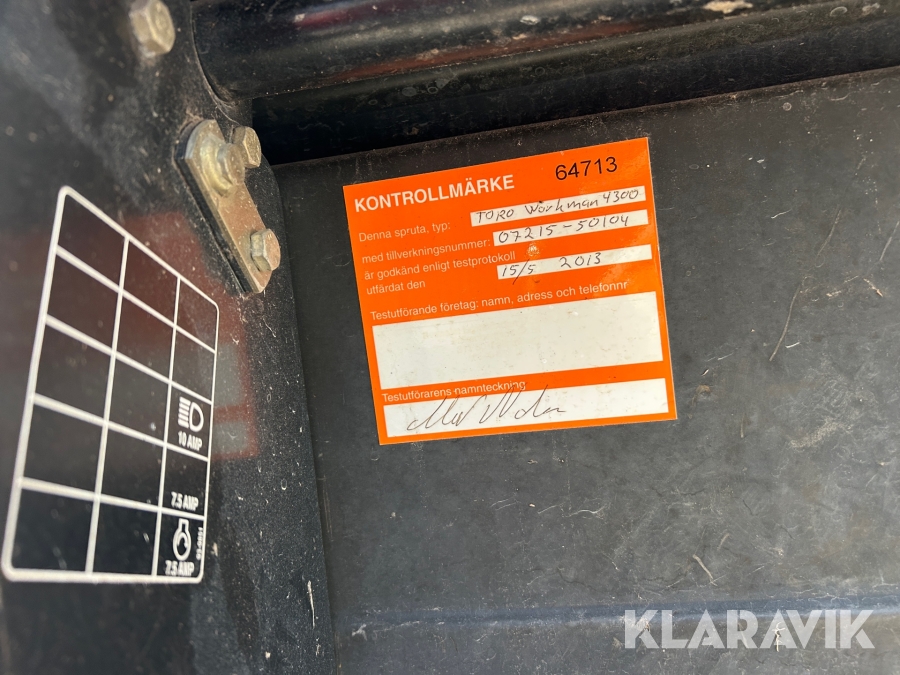 KONTROLLMÄRKE 64713
Denna spruta, typ: TORO Workman 4300
med tillverkningsnummer: 07215-50104
är godkänd enligt testprotokoll
utfärdat den 15/5 2013
Testutförande företag: namn, adress och telefonnr
Testutförarens namnteckning
10 AMP
7.5 AMP
7.5 AMP
KLARAVIK